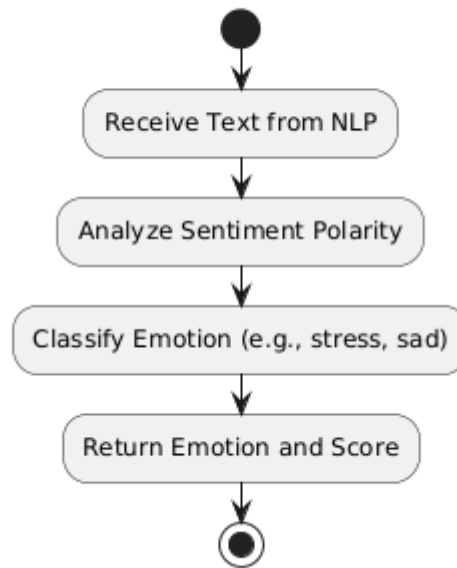 Receive Text from NLP
Analyze Sentiment Polarity
Classify Emotion (e.g., stress, sad)
Return Emotion and Score